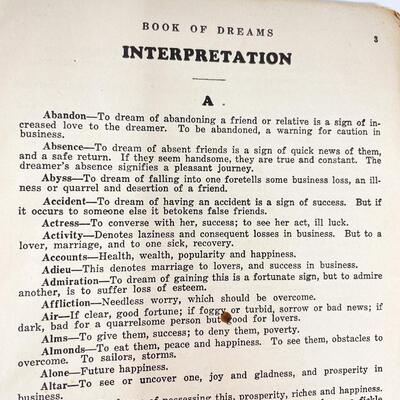 BOOK OF DREAMS 3
INTERPRETATION
A
Abandon—To dream of abandoning a friend or relative is a sign of in-
creased love to the dreamer. To be abandoned, a warning for caution in
business.
Absence—To dream of absent friends is a sign of quick news of them,
and a safe return. If they seem handsome, they are true and constant. The
dreamer's absence signifies a pleasant journey.
Abyss—To dream of falling into one foretells some business loss, an ill-
ness or quarrel and desertion of a friend.
Accident—To dream of having an accident is a sign of success. But if
it occurs to someone else it betokens false friends.
Actress—To converse with her, success; to see her act, ill luck.
Activity—Denotes laziness and consequent losses in business. But to a
lover, marriage, and to one sick, recovery.
Accounts—Health, wealth, popularity and happiness.
Adieu—This denotes marriage to lovers, and success in business.
Admiration—To dream of gaining this is a fortunate sign, but to admire
another, is to suffer loss of esteem.
Affliction—Needless worry, which should be overcome.
Air—If clear, good fortune; if foggy or turbid, sorrow or bad news; if
dark, bad for a quarrelsome person but good for lovers.
Alms—To give them, success; to deny them, poverty.
Almonds—To eat them, peace and happiness. To see them, obstacles to
overcome. To sailors, storms.
Alone—Future happiness.
Altar—To see or uncover one, joy and gladness, and prosperity in
business.
of possessing this, prosperity, riches and happiness.
fickle